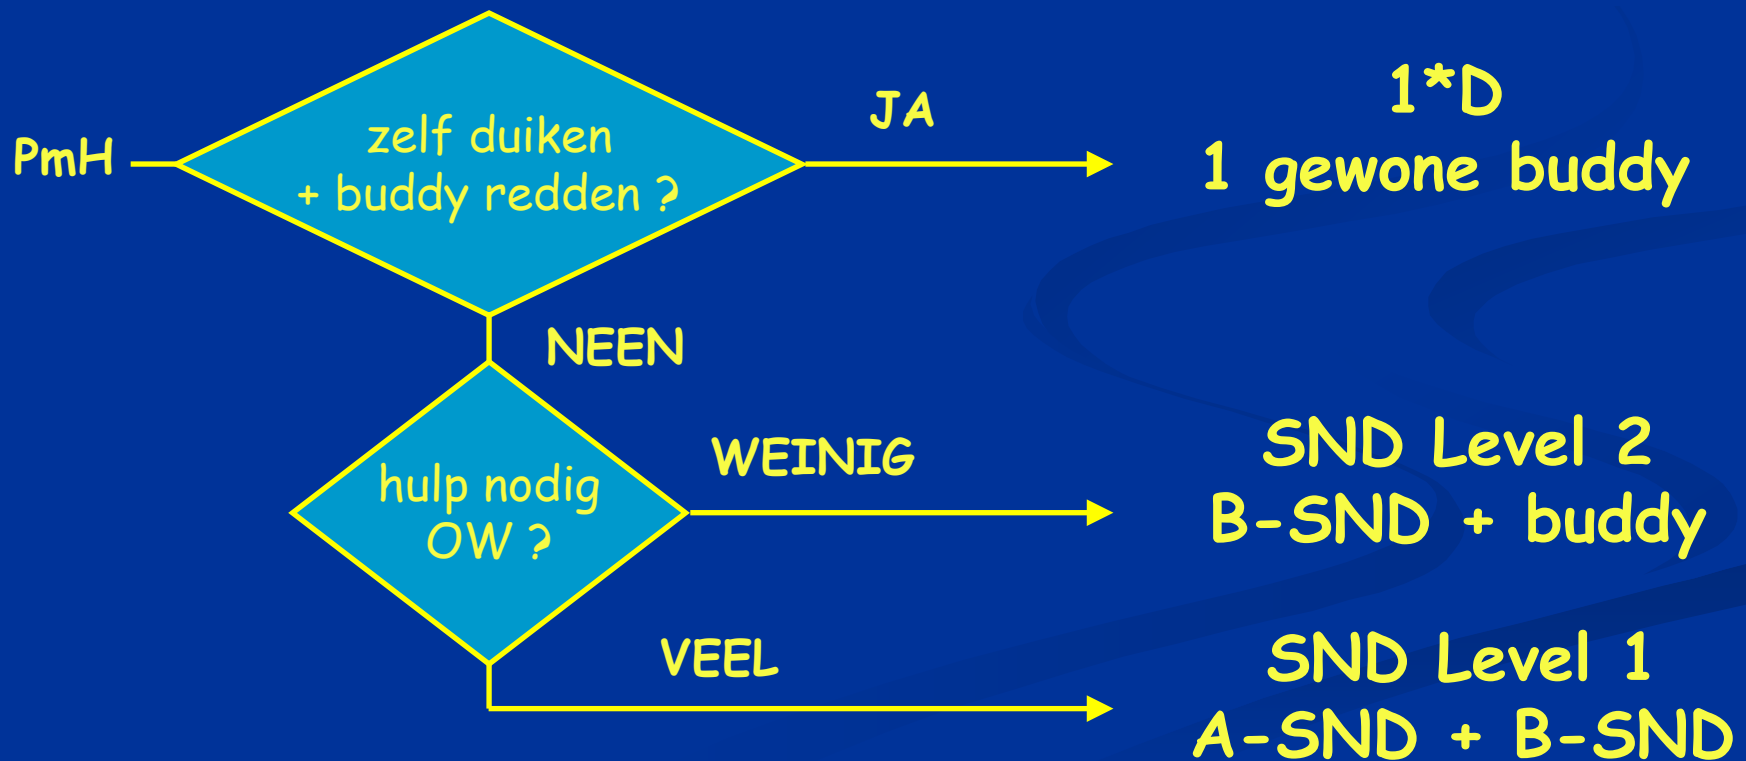 PmH
zelf duiken
+ buddy redden ?
JA
1*D
1 gewone buddy
NEEN
hulp nodig
OW ?
WEINIG
SND Level 2
B-SND + buddy
VEEL
SND Level 1
A-SND + B-SND